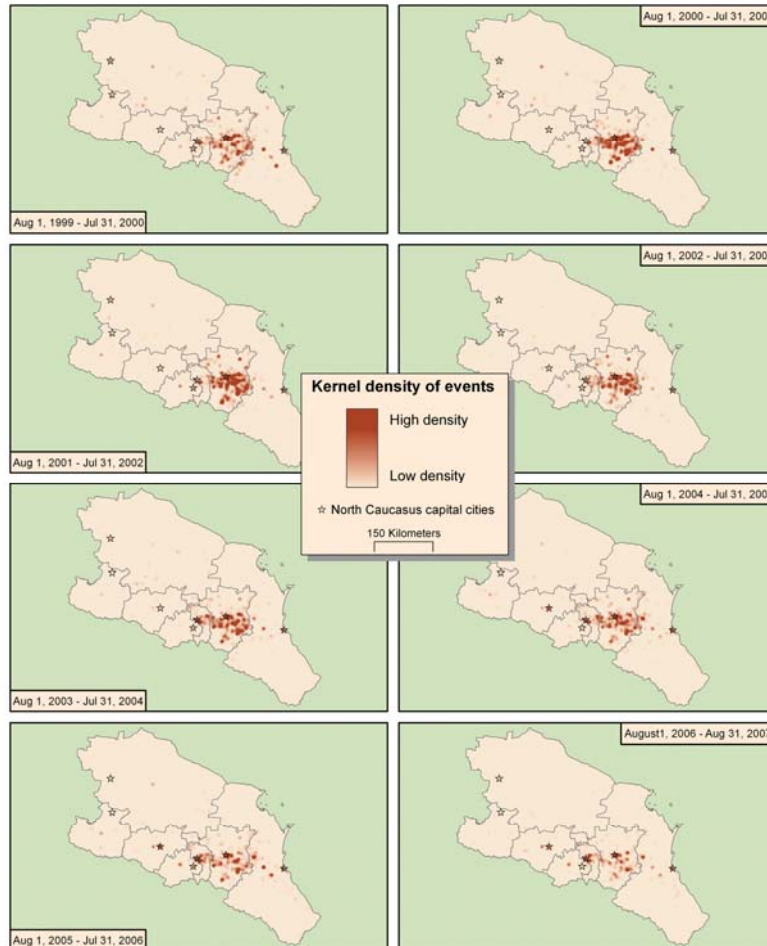 Aug 1, 2000 - Jul 31, 200
Aug 1, 1999 - Jul 31, 2000
Aug 1, 2002 - Jul 31, 200
Aug 1, 2001 - Jul 31, 2002
Kernel density of events
High density
Low density
North Caucasus capital cities
150 Kilometers
Aug 1, 2004 - Jul 31, 200
Aug 1, 2003 - Jul 31, 2004
August1, 2006 - Aug 31, 2007
Aug 1, 2005 - Jul 31, 2006